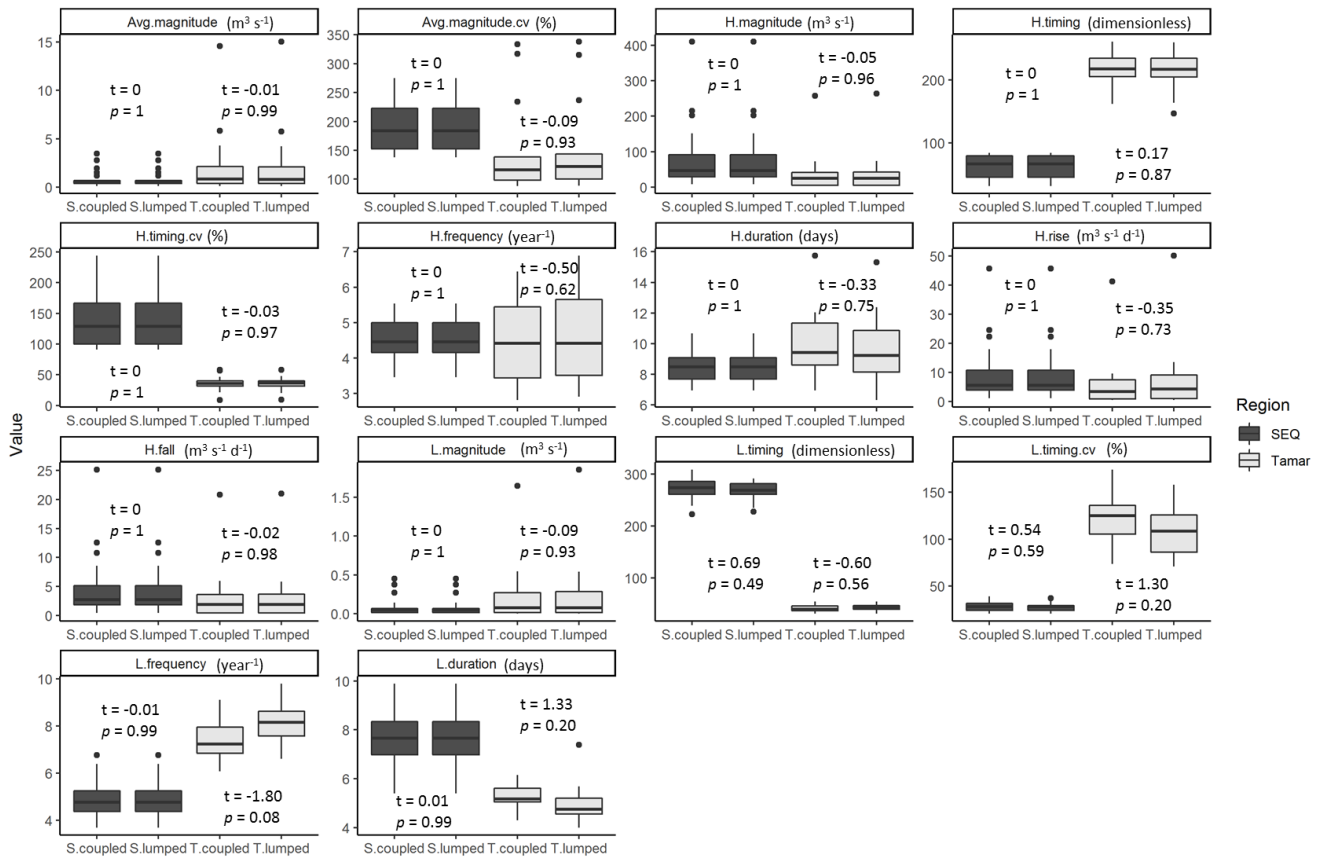 Avg.magnitude (m³ s⁻¹)
15
10
5
0
t = 0
p = 1
t = -0.01
p = 0.99
S.coupled S.lumped T.coupled T.lumped
Avg.magnitude.cv (%)
350
300
250
200
150
100
t = 0
p = 1
t = -0.09
p = 0.93
S.coupled S.lumped T.coupled T.lumped
H.magnitude (m³ s⁻¹)
400
300
200
100
0
t = 0
p = 1
t = -0.05
p = 0.96
S.coupled S.lumped T.coupled T.lumped
H.timing (dimensionless)
200
100
t = 0
p = 1
t = 0.17
p = 0.87
S.coupled S.lumped T.coupled T.lumped
H.timing.cv (%)
250
200
150
100
50
0
t = -0.03
p = 0.97
t = 0
p = 1
S.coupled S.lumped T.coupled T.lumped
H.frequency (year⁻¹)
7
6
5
4
3
t = 0
p = 1
t = -0.50
p = 0.62
S.coupled S.lumped T.coupled T.lumped
H.duration (days)
16
14
12
10
8
6
t = 0
p = 1
t = -0.33
p = 0.75
S.coupled S.lumped T.coupled T.lumped
H.rise (m³ s⁻¹ d⁻¹)
50
40
30
20
10
0
t = 0
p = 1
t = -0.35
p = 0.73
S.coupled S.lumped T.coupled T.lumped
Value
Region
SEQ
Tamar
H.fall (m³ s⁻¹ d⁻¹)
25
20
15
10
5
0
t = 0
p = 1
t = -0.02
p = 0.98
S.coupled S.lumped T.coupled T.lumped
L.magnitude (m³ s⁻¹)
1.5
1.0
0.5
0.0
t = 0
p = 1
t = -0.09
p = 0.93
S.coupled S.lumped T.coupled T.lumped
L.timing (dimensionless)
300
200
100
t = 0.69
p = 0.49
t = -0.60
p = 0.56
S.coupled S.lumped T.coupled T.lumped
L.timing.cv (%)
150
100
50
t = 0.54
p = 0.59
t = 1.30
p = 0.20
S.coupled S.lumped T.coupled T.lumped
L.frequency (year⁻¹)
10
8
6
4
t = -0.01
p = 0.99
t = -1.80
p = 0.08
S.coupled S.lumped T.coupled T.lumped
L.duration (days)
10
8
6
4
t = 1.33
p = 0.20
t = 0.01
p = 0.99
S.coupled S.lumped T.coupled T.lumped